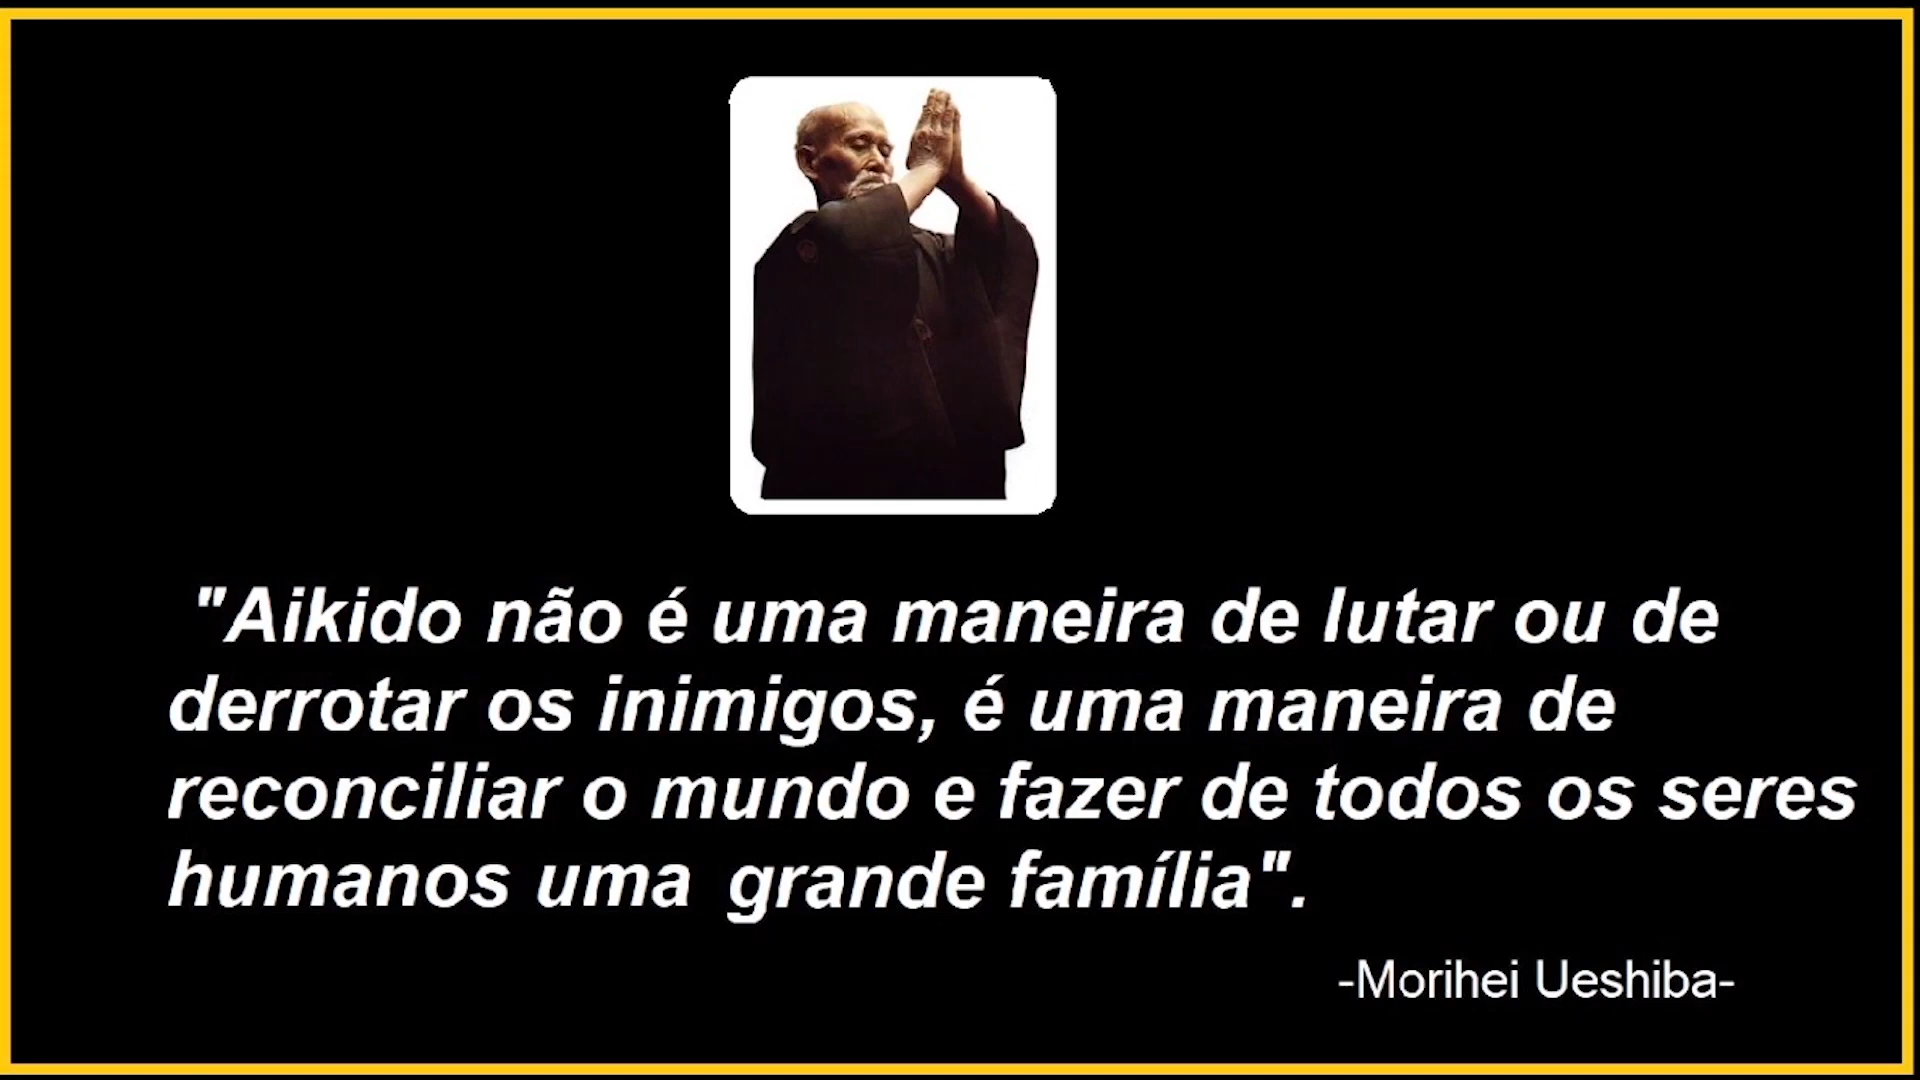 "Aikido não é uma maneira de lutar ou de
derrotar os inimigos, é uma maneira de
reconciliar o mundo e fazer de todos os seres
humanos uma grande família".
-Morihei Ueshiba-